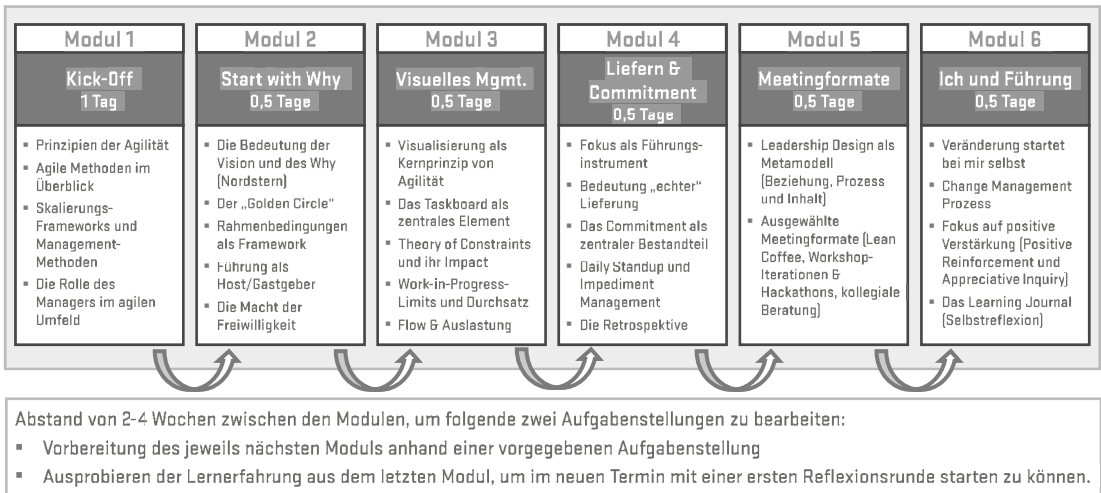 Modul 1
Kick-Off
1 Tag
▪ Prinzipien der Agilität
▪ Agile Methoden im
Überblick
▪ Skalierungs-
Frameworks und
Management-
Methoden
▪ Die Rolle des
Managers im agilen
Umfeld
Modul 2
Start with Why
0,5 Tage
▪ Die Bedeutung der
Vision und des Why
(Nordstern)
▪ Der „Golden Circle“
▪ Rahmenbedingungen
als Framework
▪ Führung als
Host/Gastgeber
▪ Die Macht der
Freiwilligkeit
Modul 3
Visuelles Mgmt.
0,5 Tage
▪ Visualisierung als
Kernprinzip von
Agilität
▪ Das Taskboard als
zentrales Element
▪ Theory of Constraints
und ihr Impact
▪ Work-in-Progress-
Limits und Durchsatz
▪ Flow & Auslastung
Modul 4
Liefern &
Commitment
0,5 Tage
▪ Fokus als Führungs-
instrument
▪ Bedeutung „echter“
Lieferung
▪ Das Commitment als
zentraler Bestandteil
▪ Daily Standup und
Impediment
Management
▪ Die Retrospektive
Modul 5
Meetingformate
0,5 Tage
▪ Leadership Design als
Metamodell
(Beziehung, Prozess
und Inhalt)
▪ Ausgewählte
Meetingformate (Lean
Coffee, Workshop-
Iterationen &
Hackathons, kollegiale
Beratung)
Modul 6
Ich und Führung
0,5 Tage
▪ Veränderung startet
bei mir selbst
▪ Change Management
Prozess
▪ Fokus auf positive
Verstärkung (Positive
Reinforcement und
Appreciative Inquiry)
▪ Das Learning Journal
(Selbstreflexion)
Abstand von 2-4 Wochen zwischen den Modulen, um folgende zwei Aufgabenstellungen zu bearbeiten:
▪ Vorbereitung des jeweils nächsten Moduls anhand einer vorgegebenen Aufgabenstellung
▪ Ausprobieren der Lernerfahrung aus dem letzten Modul, um im neuen Termin mit einer ersten Reflexionsrunde starten zu können.